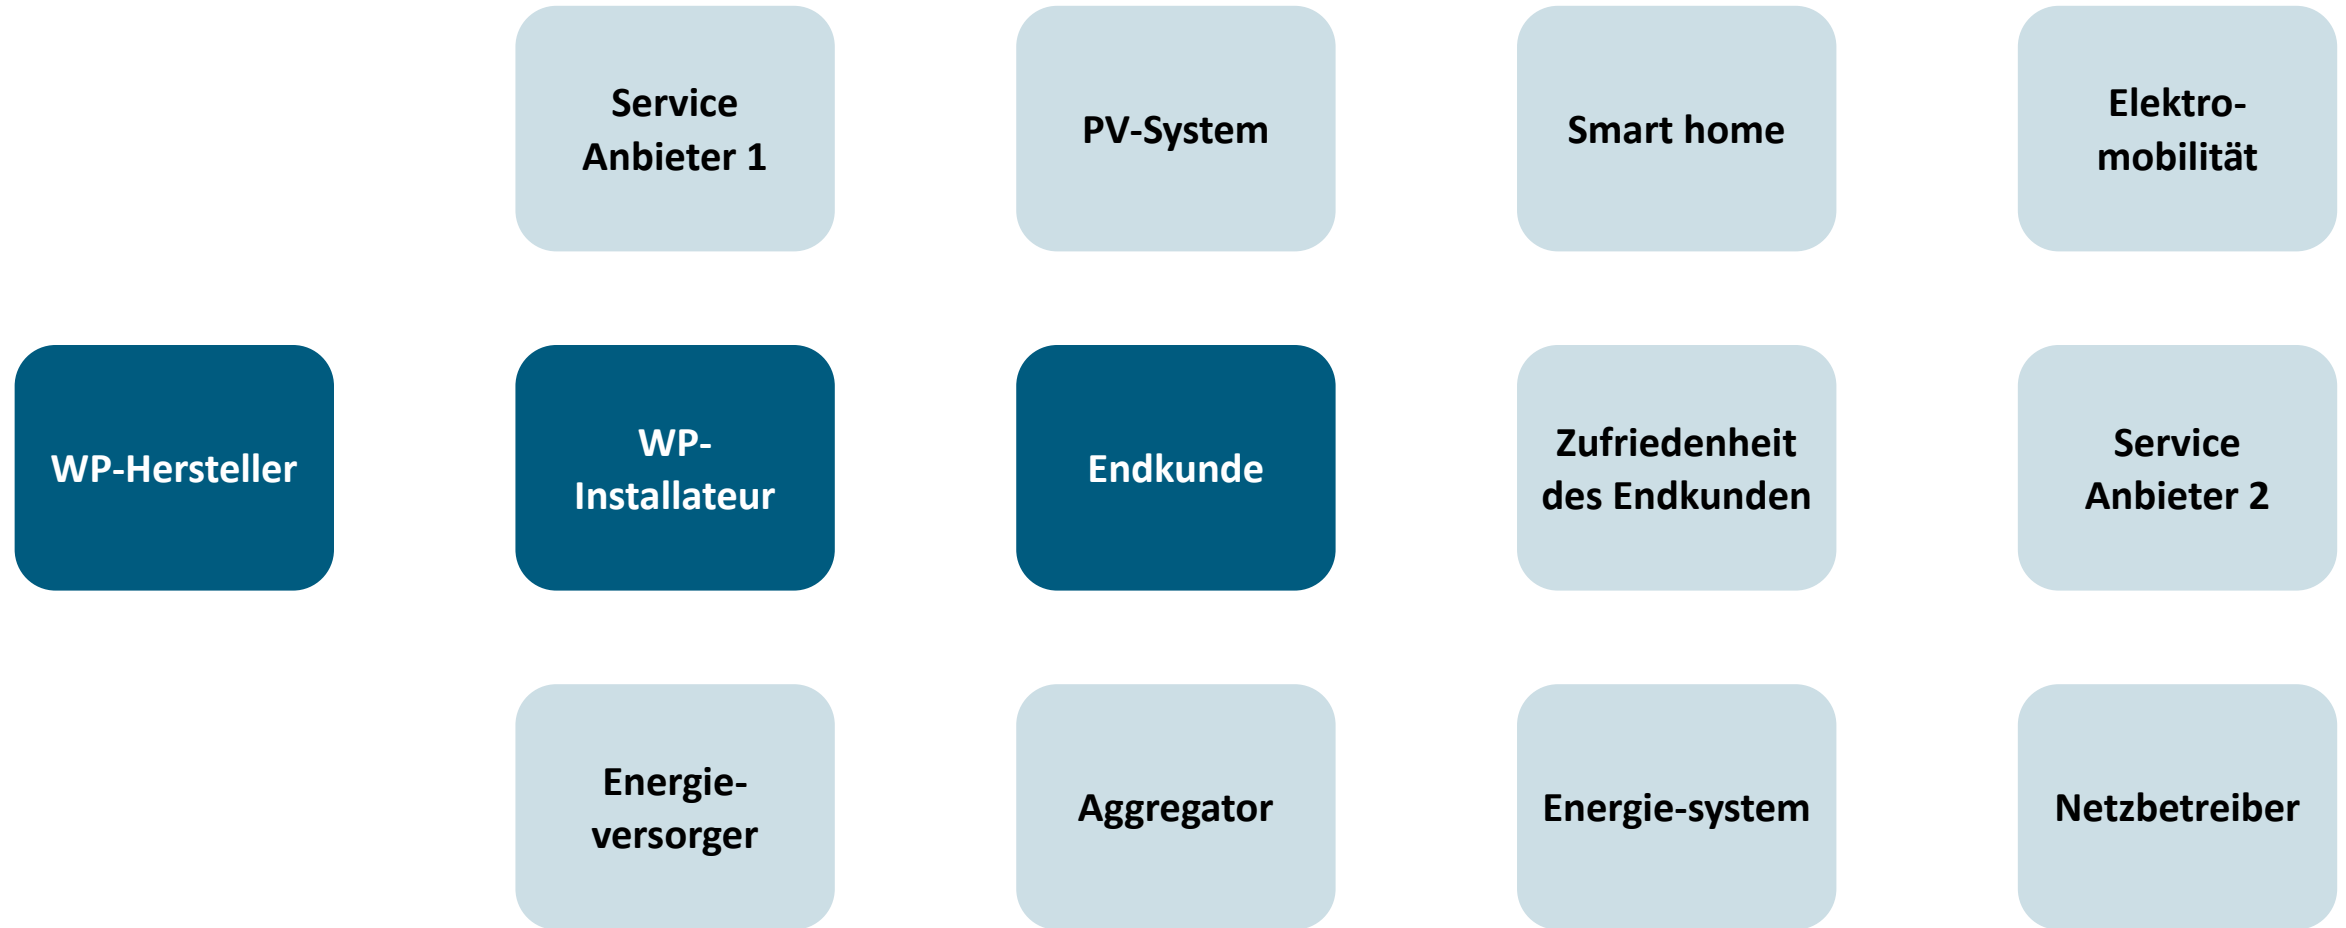 Service
Anbieter 1
PV-System
Smart home
Elektro-
mobilität
WP-Hersteller
WP-
Installateur
Endkunde
Zufriedenheit
des Endkunden
Service
Anbieter 2
Energie-
versorger
Aggregator
Energie-system
Netzbetreiber